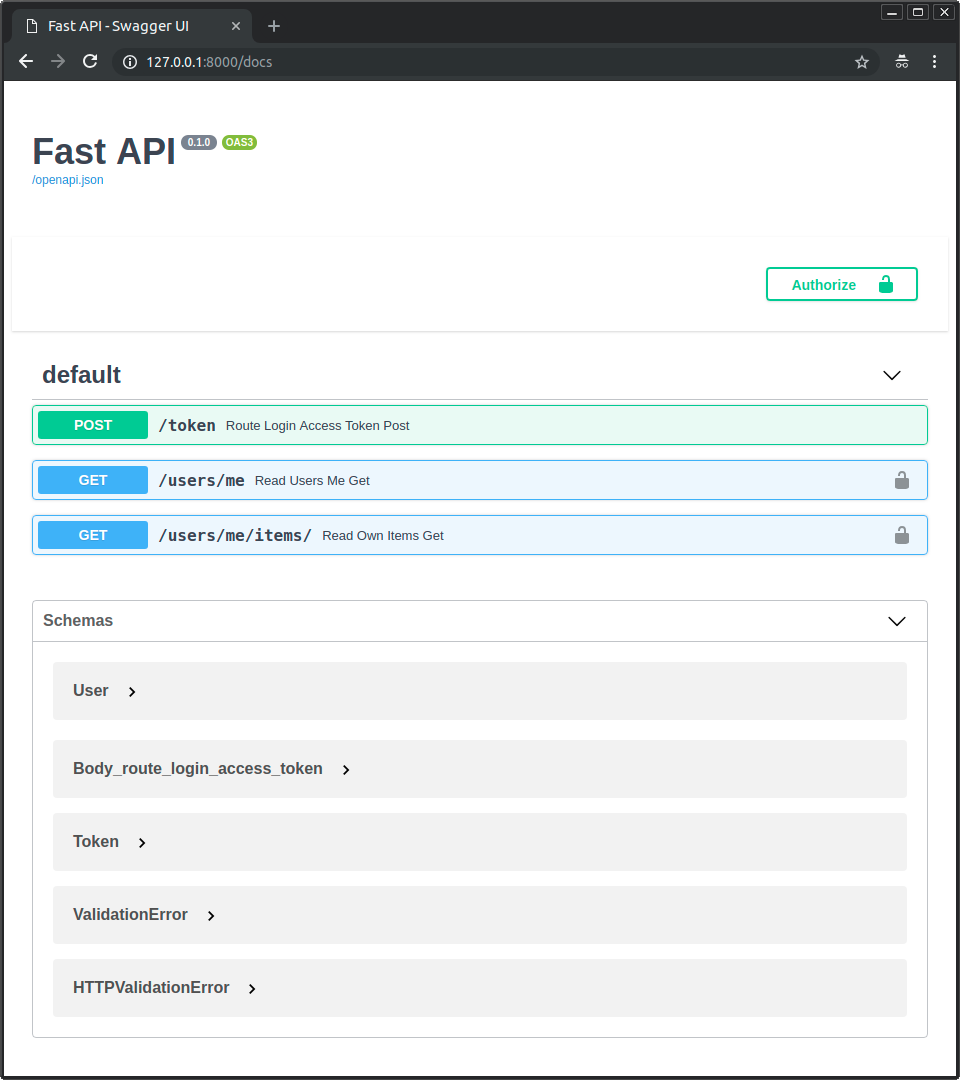 Fast API - Swagger UI
127.0.0.1:8000/docs
Fast API 0.1.0 OAS3
/openapi.json
Authorize
default
POST /token Route Login Access Token Post
GET /users/me Read Users Me Get
GET /users/me/items/ Read Own Items Get
Schemas
User
Body_route_login_access_token
Token
ValidationError
HTTPValidationError